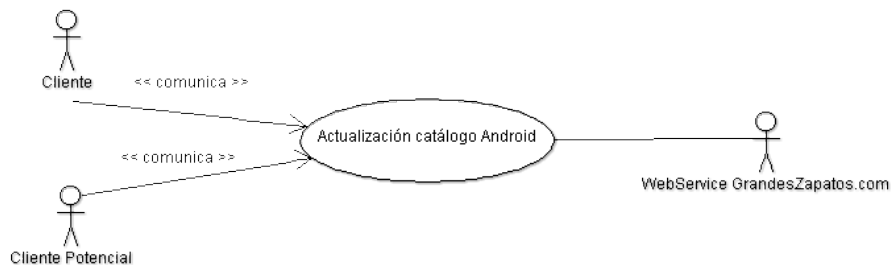 Cliente
<< comunica >>
Actualización catálogo Android
<< comunica >>
WebService GrandesZapatos.com
Cliente Potencial